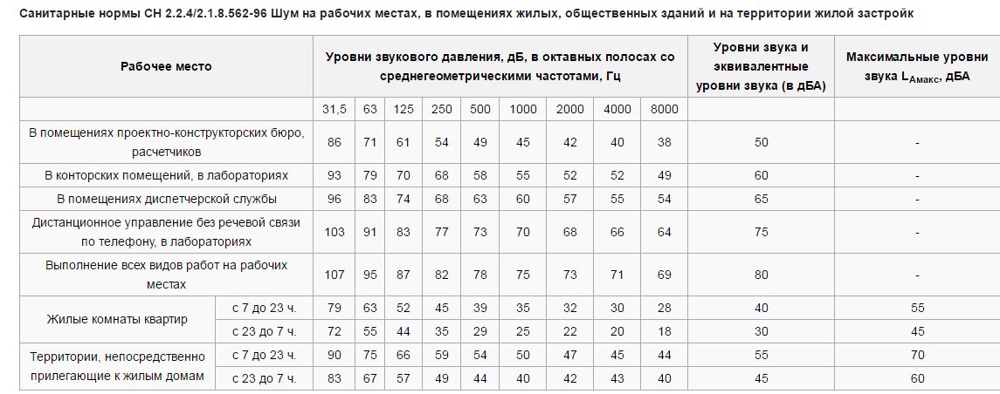 Санитарные нормы СН 2.2.4/2.1.8.562-96 Шум на рабочих местах, в помещениях жилых, общественных зданий и на территории жилой застройк
Рабочее место
Уровни звукового давления, дБ, в октавных полосах со
среднегеометрическими частотами, Гц
Уровни звука и
эквивалентные
уровни звука (в дБА)
Максимальные уровни
звука LАмакс, дБА
31,5 63 125 250 500 1000 2000 4000 8000
В помещениях проектно-конструкторских бюро,
расчетчиков
86 71 61 54 49 45 42 40 38 50 -
В конторских помещений, в лабораториях 93 79 70 68 58 55 52 52 49 60 -
В помещениях диспетчерской службы 96 83 74 68 63 60 57 55 54 65 -
Дистанционное управление без речевой связи
по телефону, в лабораториях
103 91 83 77 73 70 68 66 64 75 -
Выполнение всех видов работ на рабочих
местах
107 95 87 82 78 75 73 71 69 80 -
Жилые комнаты квартир
с 7 до 23 ч. 79 63 52 45 39 35 32 30 28 40 55
с 23 до 7 ч. 72 55 44 35 29 25 22 20 18 30 45
Территории, непосредственно
прилегающие к жилым домам
с 7 до 23 ч. 90 75 66 59 54 50 47 45 44 55 70
с 23 до 7 ч. 83 67 57 49 44 40 42 43 40 45 60